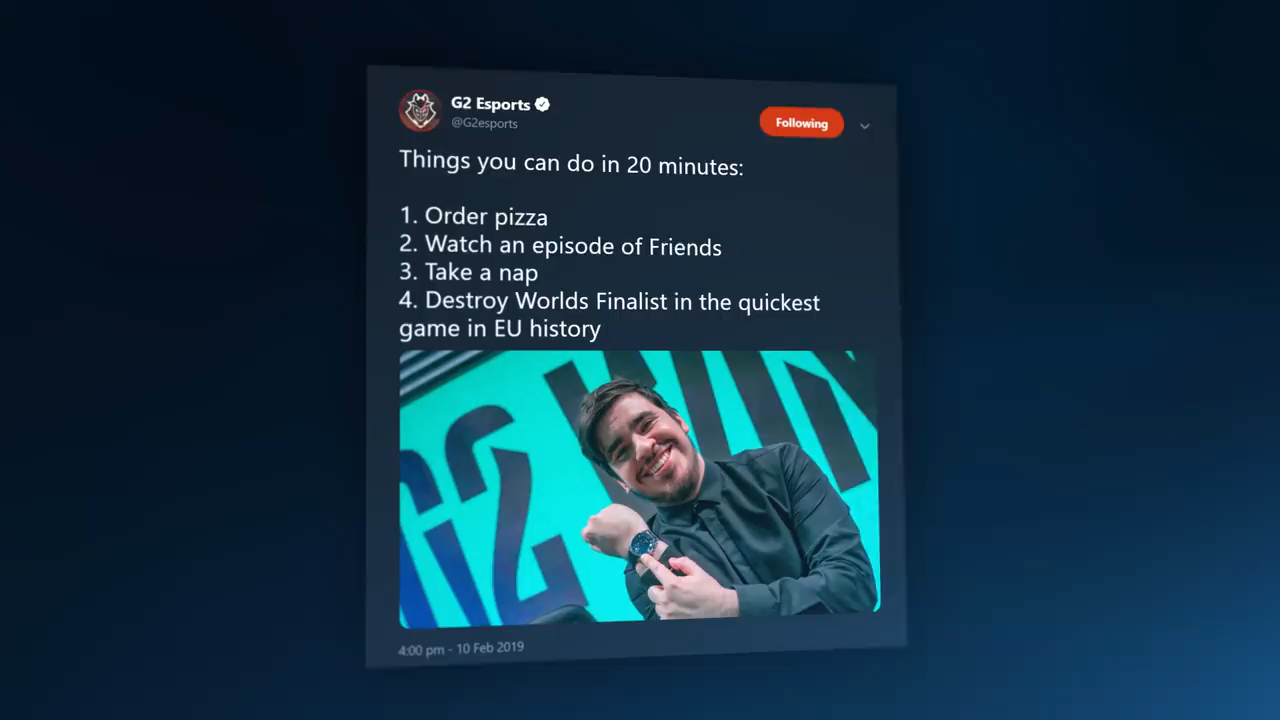 G2 Esports
@G2esports
Following
Things you can do in 20 minutes:
1. Order pizza
2. Watch an episode of Friends
3. Take a nap
4. Destroy Worlds Finalist in the quickest
game in EU history
G2 WIN
4:00 pm - 10 Feb 2019